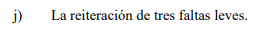 j) La reiteración de tres faltas leves.